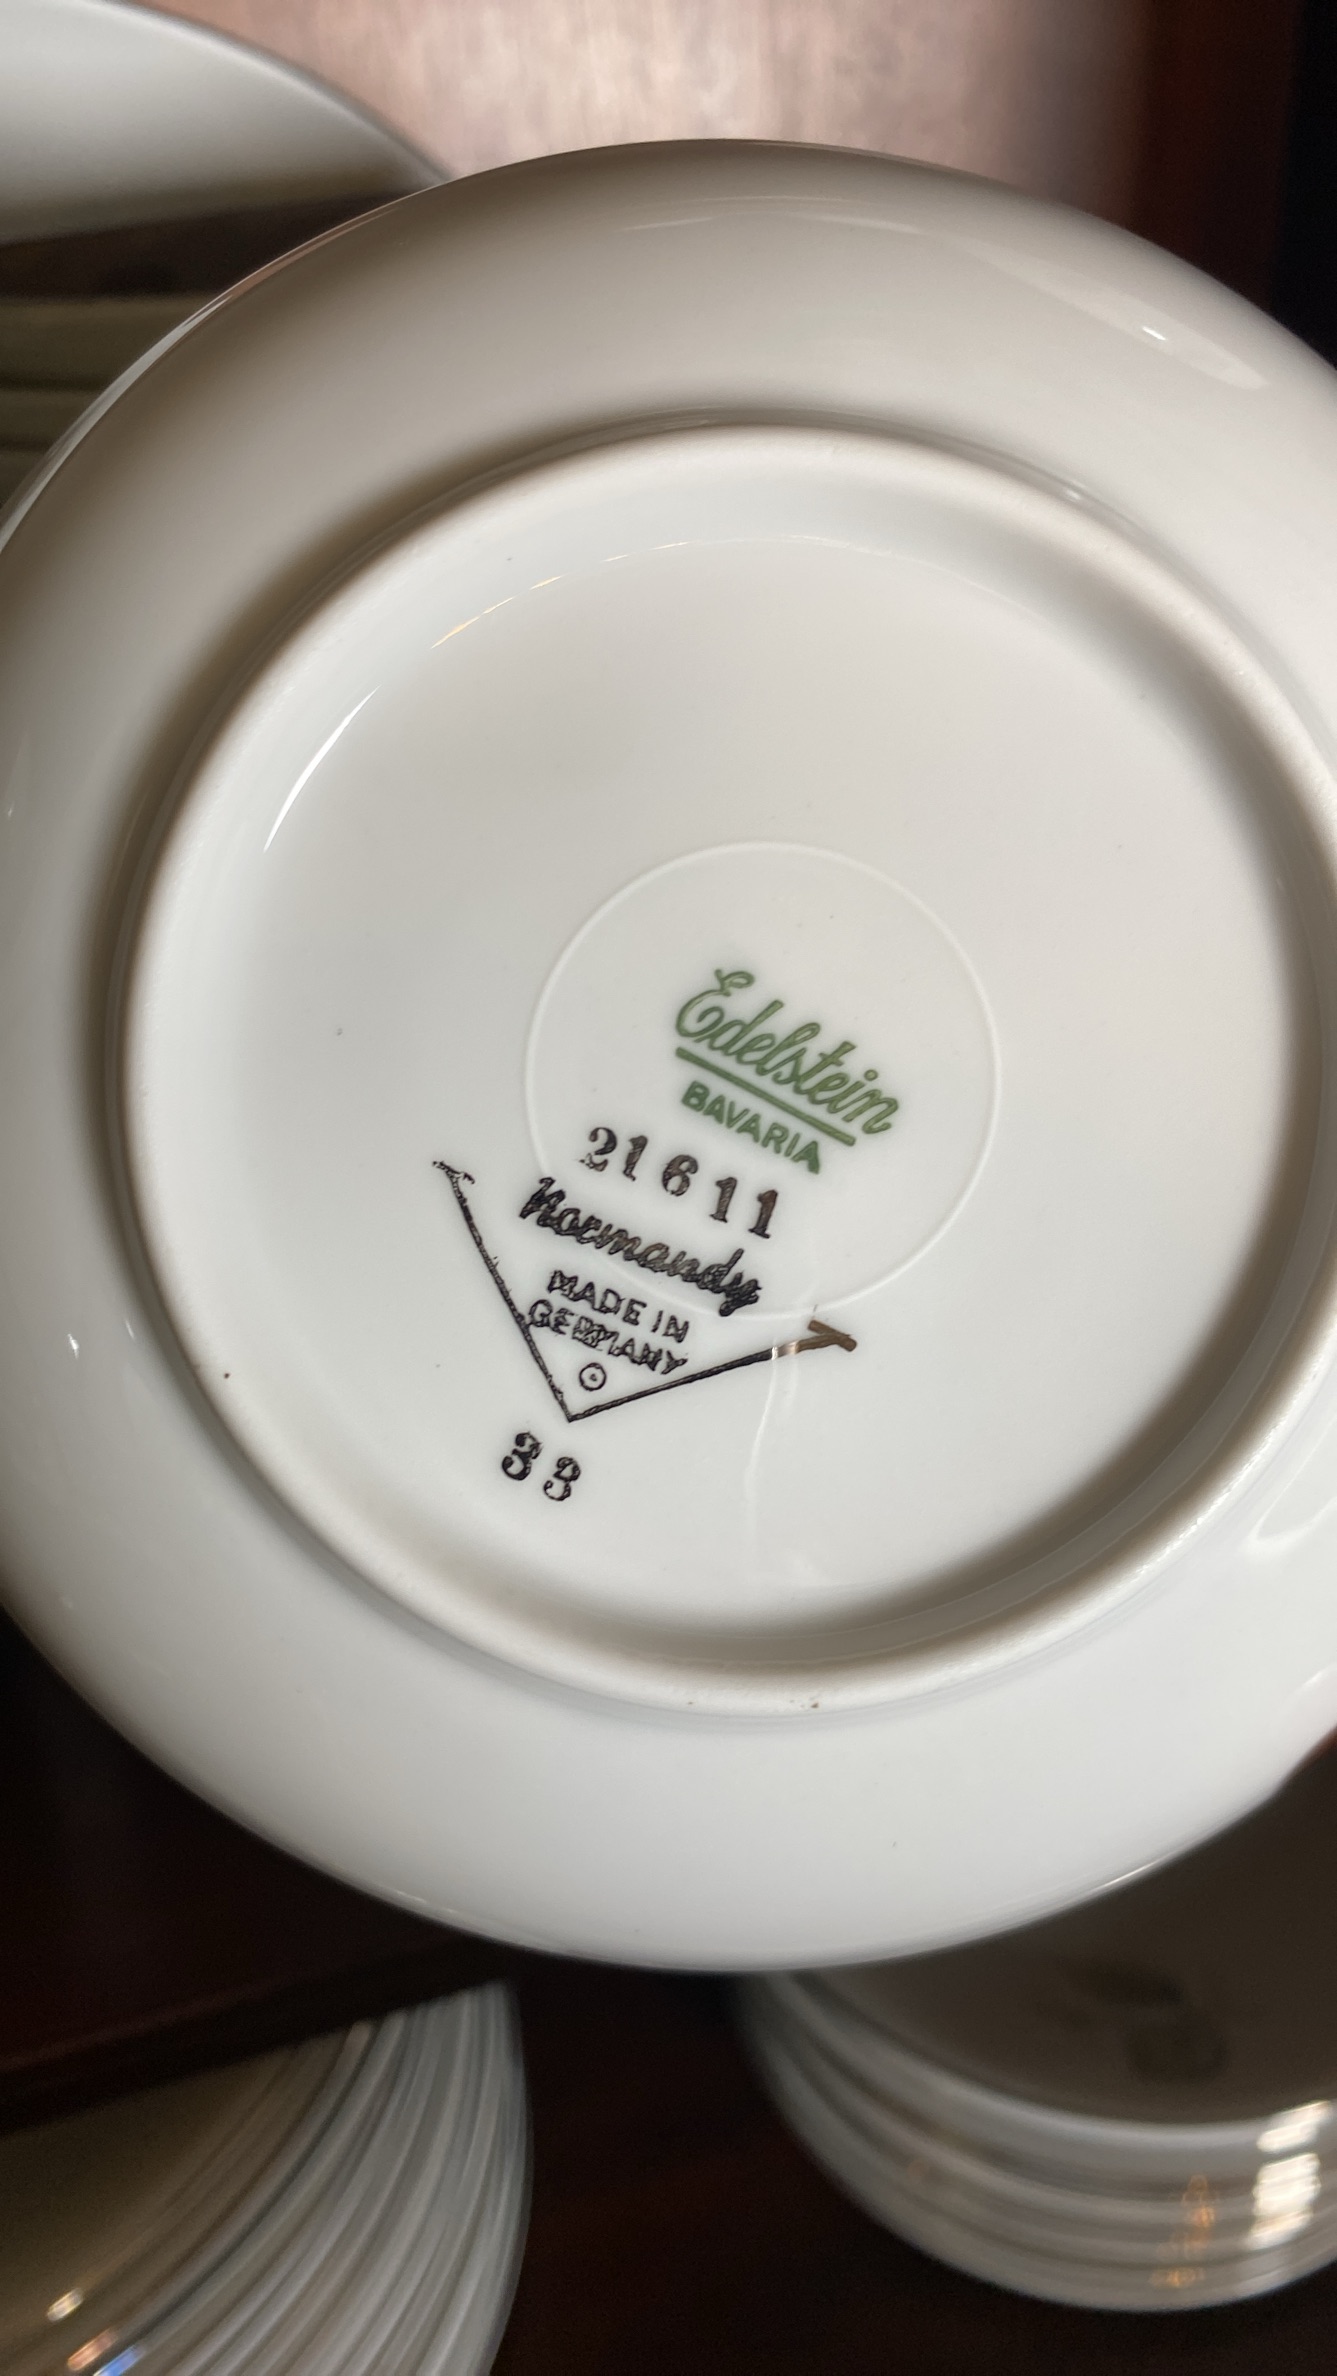 Edelstein
BAVARIA
21611
Normandy
MADE IN
GERMANY
33